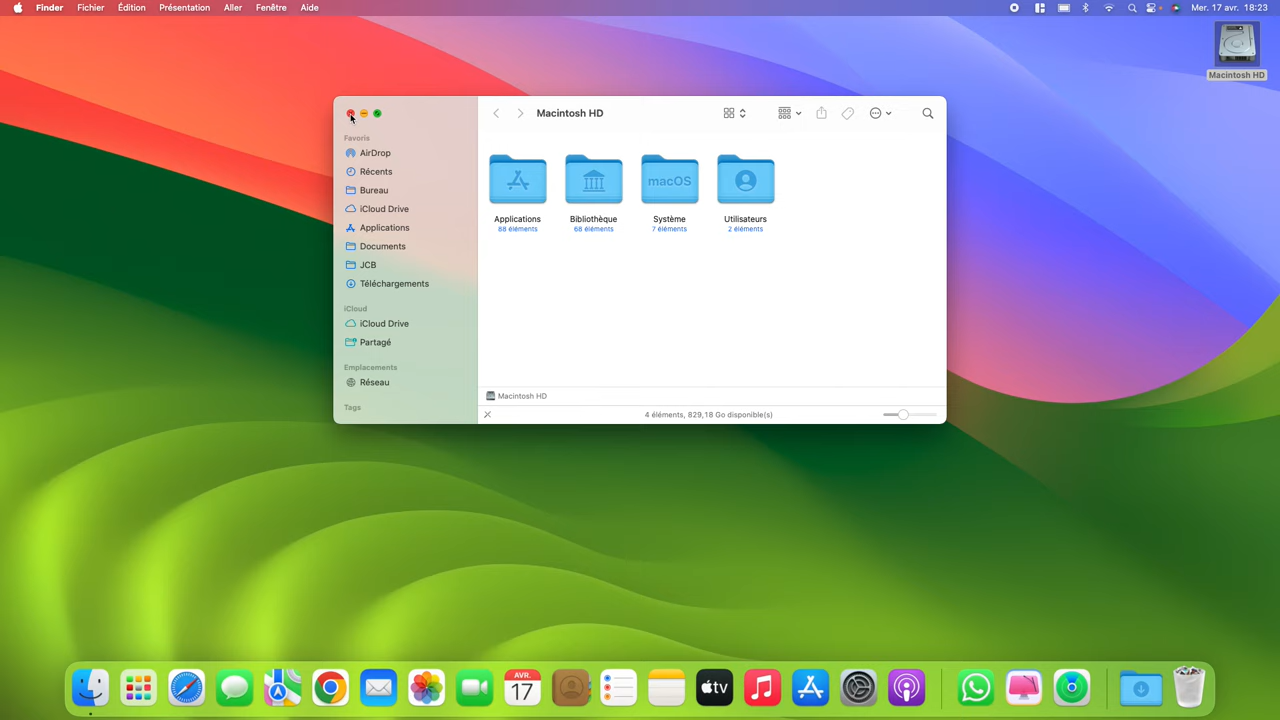 Finder Fichier Édition Présentation Aller Fenêtre Aide Mer. 17 avr. 18:23
Macintosh HD
Macintosh HD
Favoris
AirDrop
Récents
Bureau
iCloud Drive
Applications
Documents
JCB
Téléchargements
iCloud
iCloud Drive
Partagé
Emplacements
Réseau
Tags
macOS
Applications Bibliothèque Système Utilisateurs
88 éléments 68 éléments 7 éléments 2 éléments
Macintosh HD
4 éléments, 829,18 Go disponible(s)
AVR.
17
tv